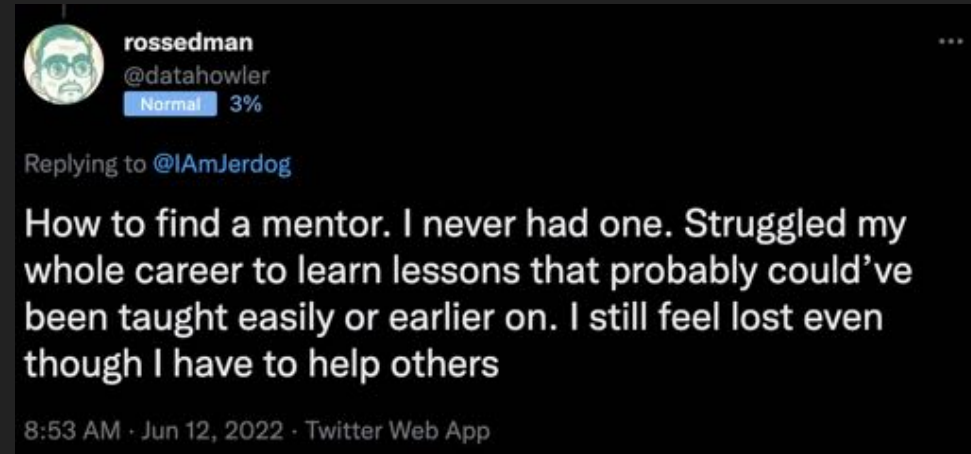 rossedman
@datahowler
Normal 3%
Replying to @IAmJerdog
How to find a mentor. I never had one. Struggled my
whole career to learn lessons that probably could’ve
been taught easily or earlier on. I still feel lost even
though I have to help others
8:53 AM · Jun 12, 2022 · Twitter Web App